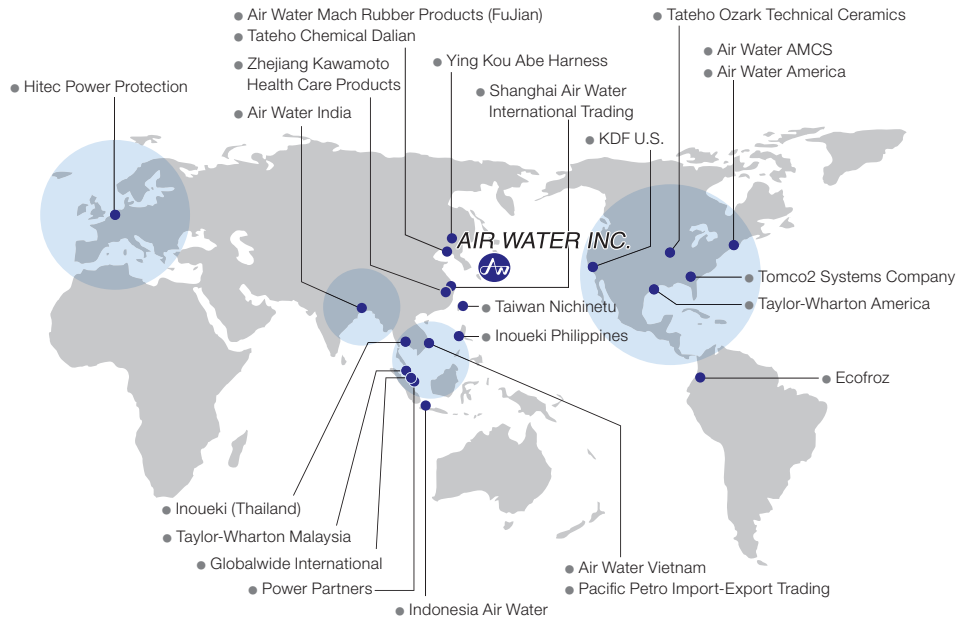 Air Water Mach Rubber Products (FuJian)
Tateho Chemical Dalian
Zhejiang Kawamoto
Health Care Products
Air Water India
Hitec Power Protection
Ying Kou Abe Harness
Shanghai Air Water
International Trading
KDF U.S.
Tateho Ozark Technical Ceramics
Air Water AMCS
Air Water America
AIR WATER INC.
AW
Tomco2 Systems Company
Taylor-Wharton America
Taiwan Nichinetu
Inoueki Philippines
Ecofroz
Inoueki (Thailand)
Taylor-Wharton Malaysia
Globalwide International
Power Partners
Indonesia Air Water
Air Water Vietnam
Pacific Petro Import-Export Trading